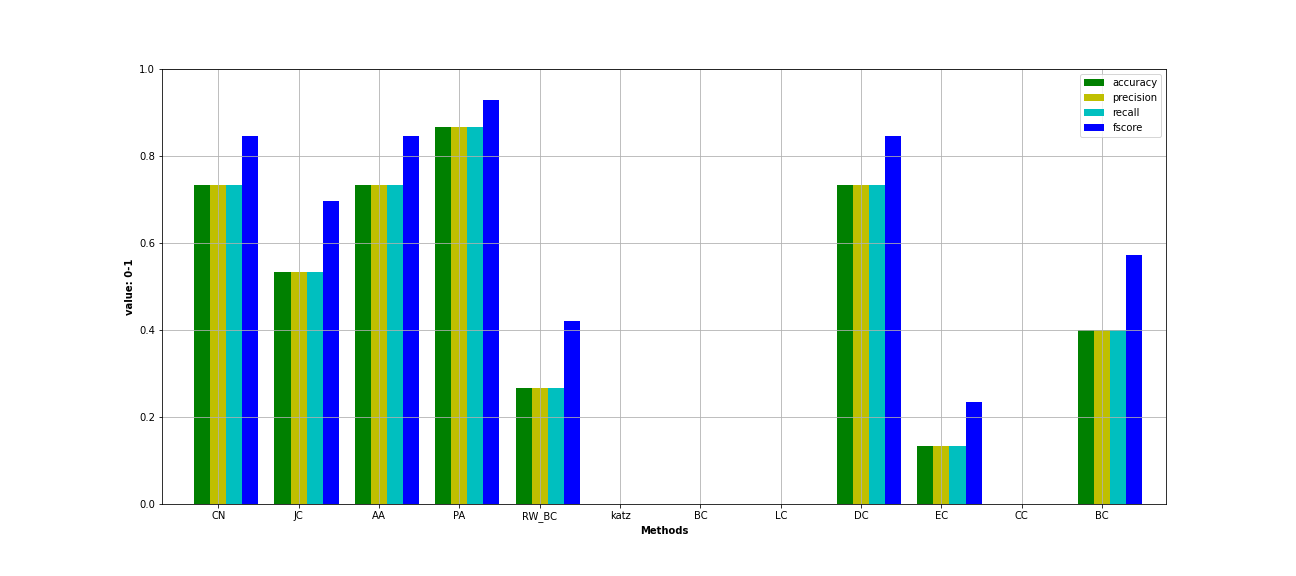 1.0
0.8
0.6
0.4
0.2
0.0
value: 0-1
accuracy
precision
recall
fscore
CN JC AA PA RW_BC katz BC LC DC EC CC BC
Methods